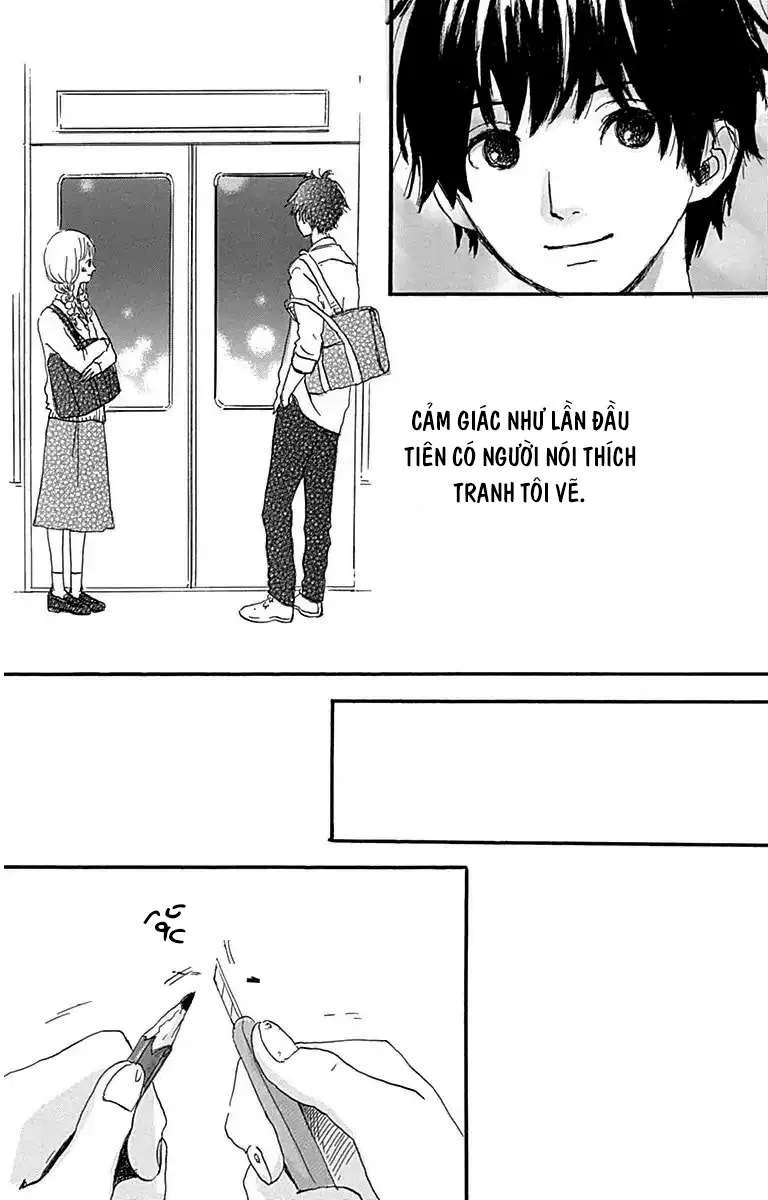 CẢM GIÁC NHƯ LẦN ĐẦU
TIÊN CÓ NGƯỜI NÓI THÍCH
TRANH TÔI VẼ.